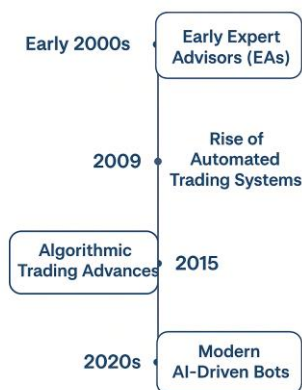 Early 2000s
Early Expert
Advisors (EAs)
2009
Rise of
Automated
Trading Systems
Algorithmic
Trading Advances
2015
2020s
Modern
AI-Driven Bots